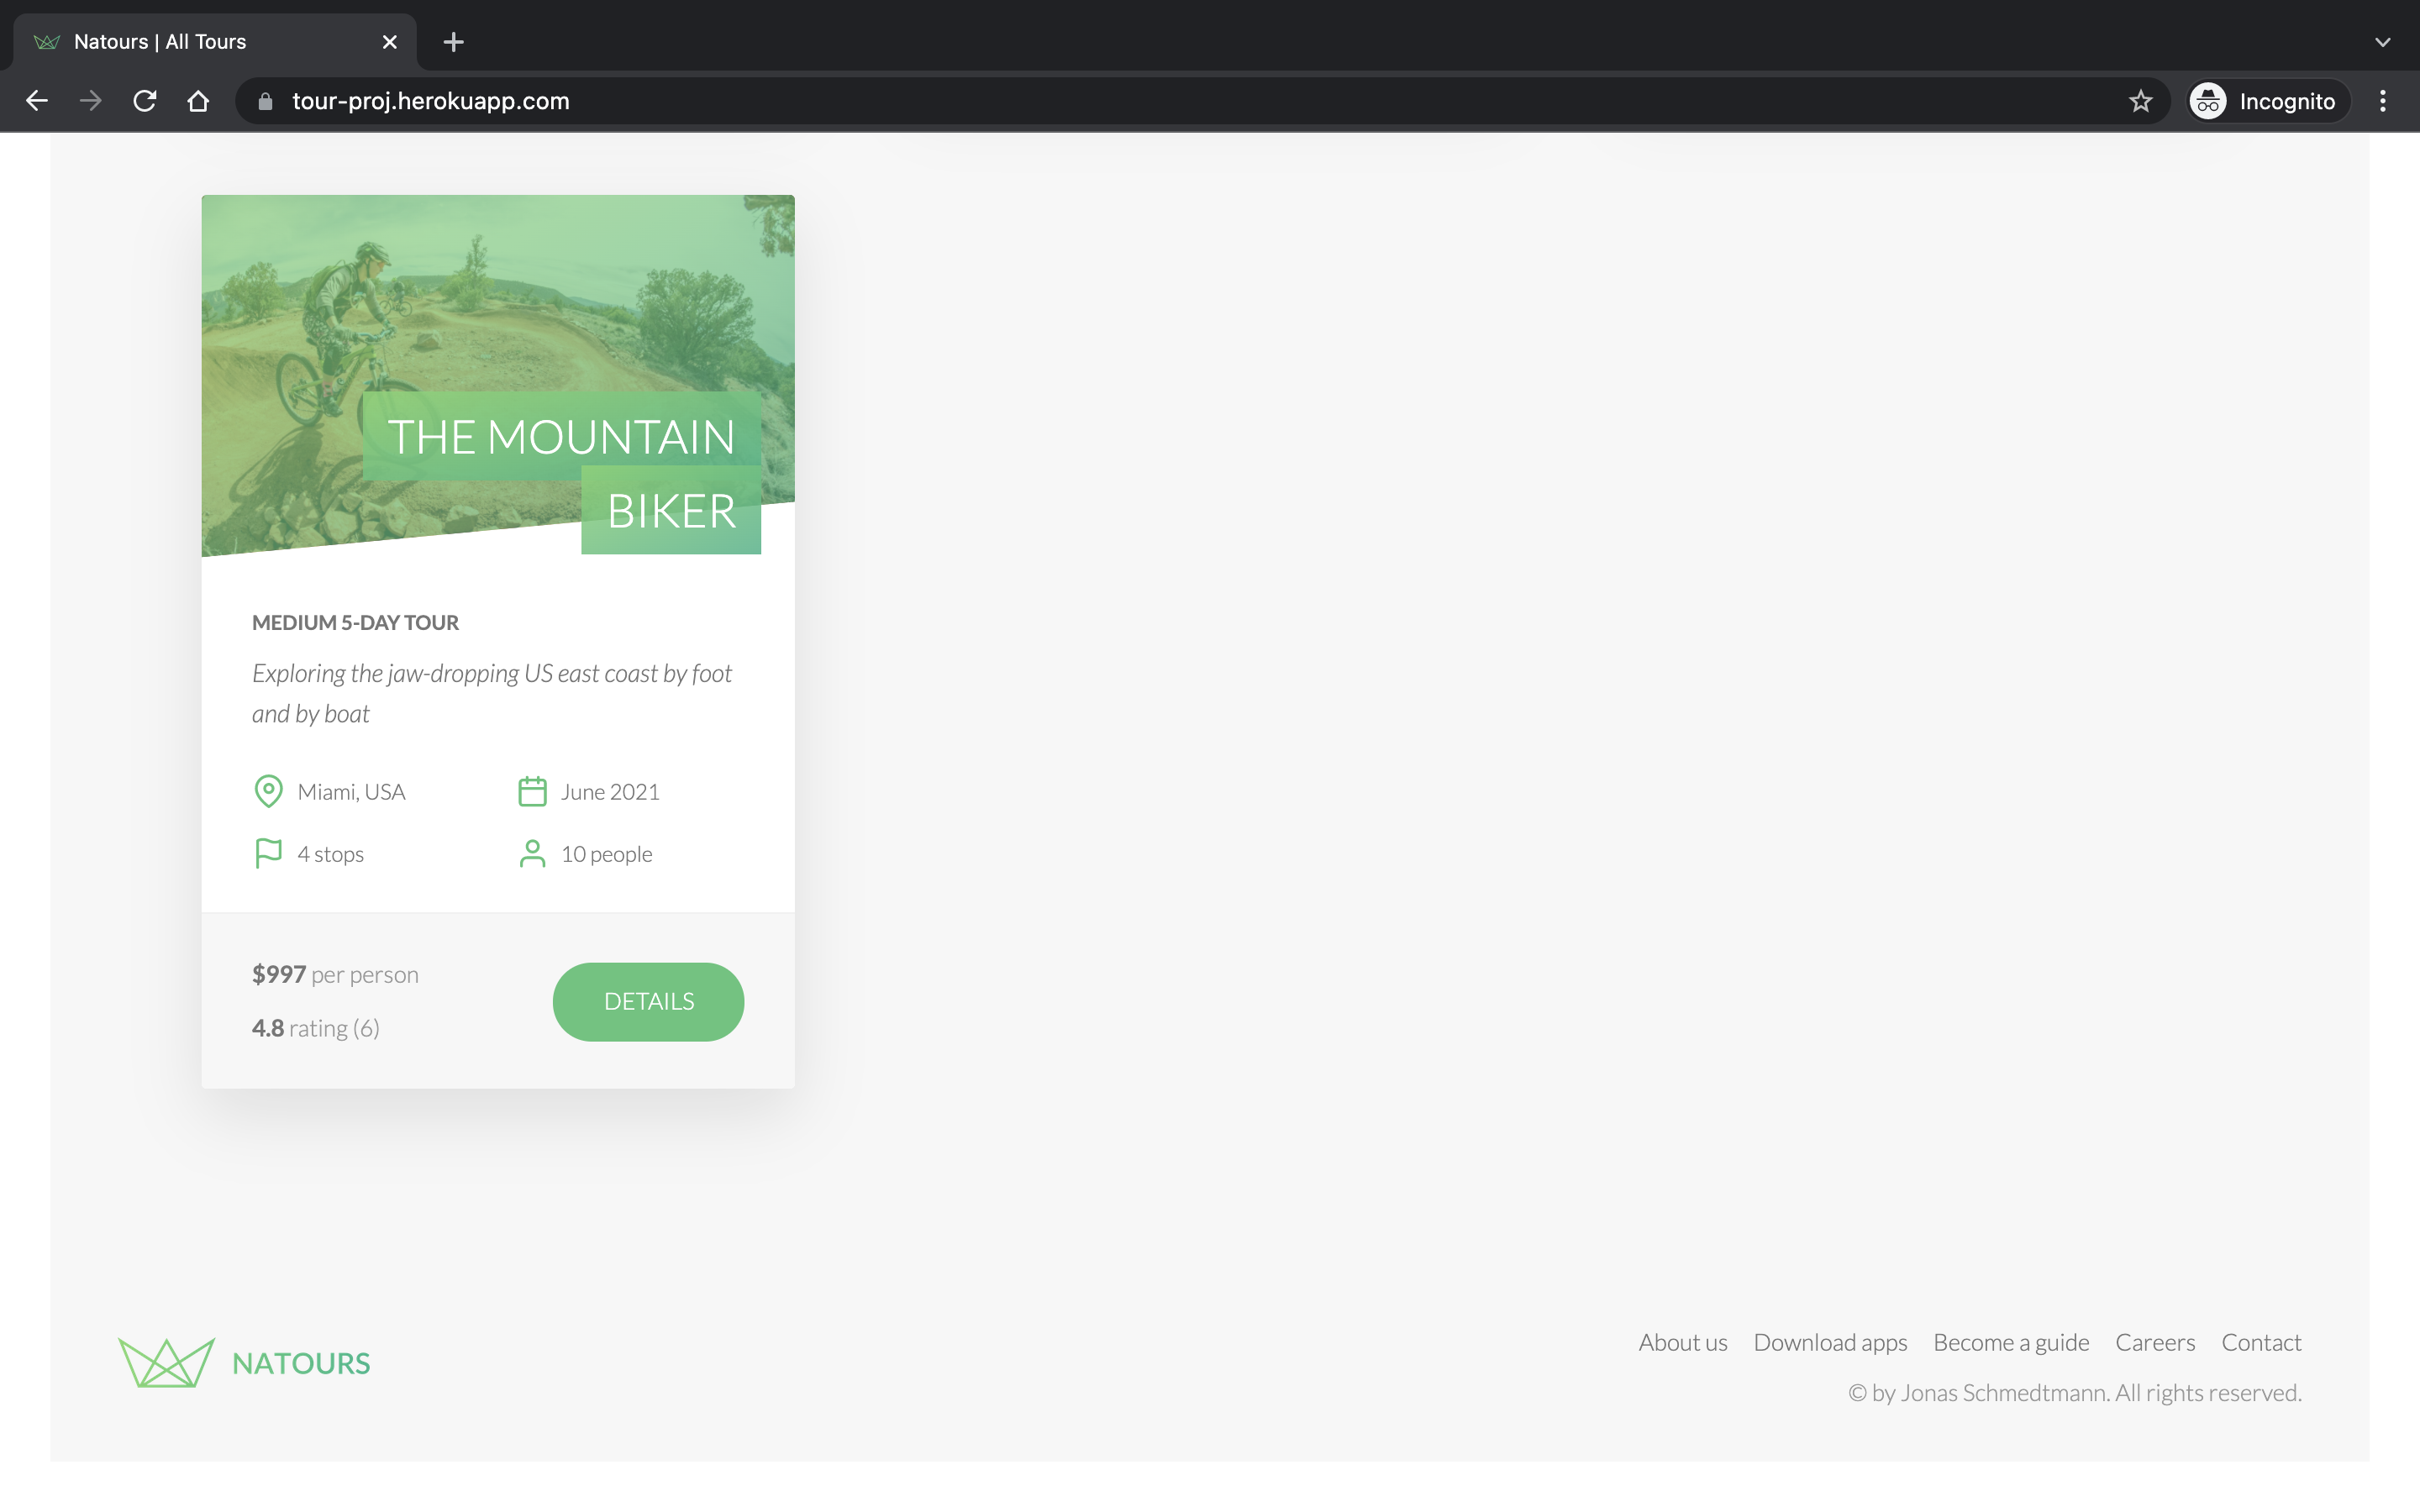 Natours | All Tours
tour-proj.herokuapp.com
Incognito
THE MOUNTAIN
BIKER
MEDIUM 5-DAY TOUR
Exploring the jaw-dropping US east coast by foot
and by boat
Miami, USA
June 2021
4 stops
10 people
$997 per person
4.8 rating (6)
DETAILS
NATOURS
About us Download apps Become a guide Careers Contact
© by Jonas Schmedtmann. All rights reserved.